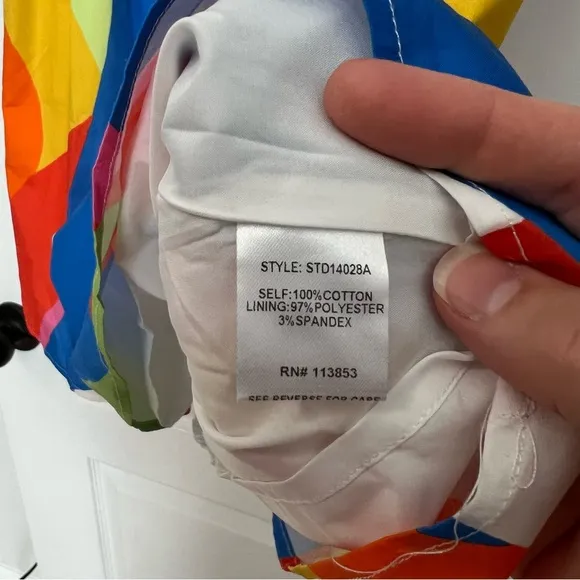 STYLE: STD14028A
SELF:100%COTTON
LINING:97%POLYESTER
3%SPANDEX
RN# 113853
SEE REVERSE FOR CARE